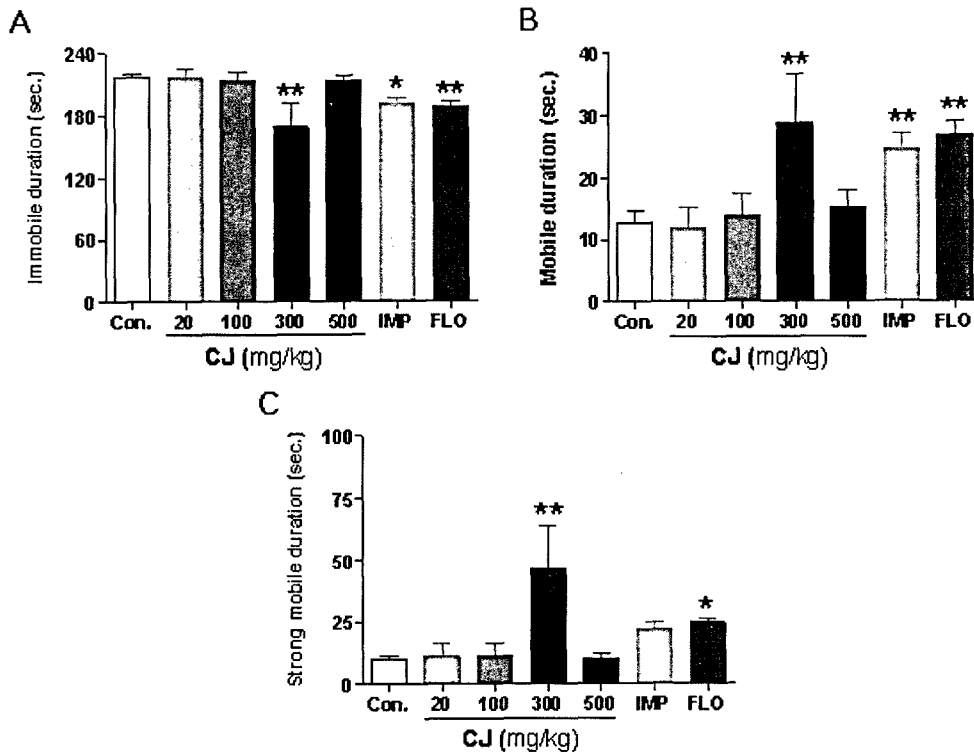 A
Immobile duration (sec.)
240
180
120
60
0
**
*
**
Con. 20 100 300 500 IMP FLO
CJ (mg/kg)
B
Mobile duration (sec.)
40
30
20
10
0
**
**
**
Con. 20 100 300 500 IMP FLO
CJ (mg/kg)
C
Strong mobile duration (sec.)
100
75
50
25
0
**
*
Con. 20 100 300 500 IMP FLO
CJ (mg/kg)